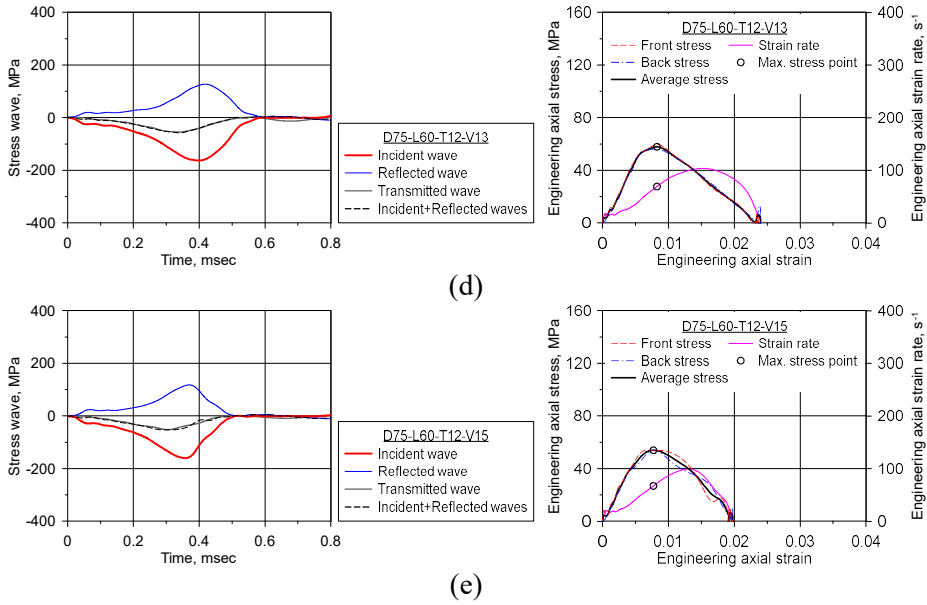 400
200
0
-200
-400
Stress wave, MPa
0 0.2 0.4 0.6 0.8
Time, msec
D75-L60-T12-V13
Incident wave
Reflected wave
Transmitted wave
Incident+Reflected waves
160
120
80
40
0
Engineering axial stress, MPa
D75-L60-T12-V13
Front stress Strain rate
Back stress Max. stress point
Average stress
400
300
200
100
0
Engineering axial strain rate, s-1
0 0.01 0.02 0.03 0.04
Engineering axial strain
(d)
400
200
0
-200
-400
Stress wave, MPa
0 0.2 0.4 0.6 0.8
Time, msec
D75-L60-T12-V15
Incident wave
Reflected wave
Transmitted wave
Incident+Reflected waves
160
120
80
40
0
Engineering axial stress, MPa
D75-L60-T12-V15
Front stress Strain rate
Back stress Max. stress point
Average stress
400
300
200
100
0
Engineering axial strain rate, s-1
0 0.01 0.02 0.03 0.04
Engineering axial strain
(e)